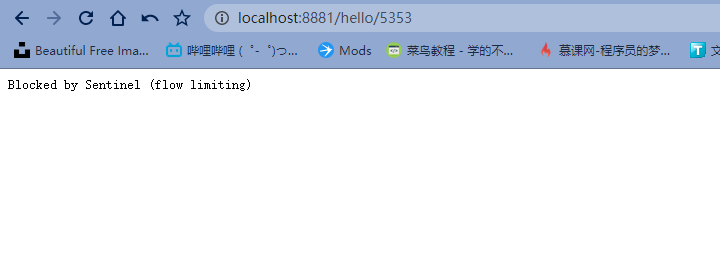 localhost:8881/hello/5353
Beautiful Free Ima... 哔哩哔哩 ( ゜- ゜)つ... Mods 菜鸟教程 - 学的不... 慕课网-程序员的梦... 文
Blocked by Sentinel (flow limiting)